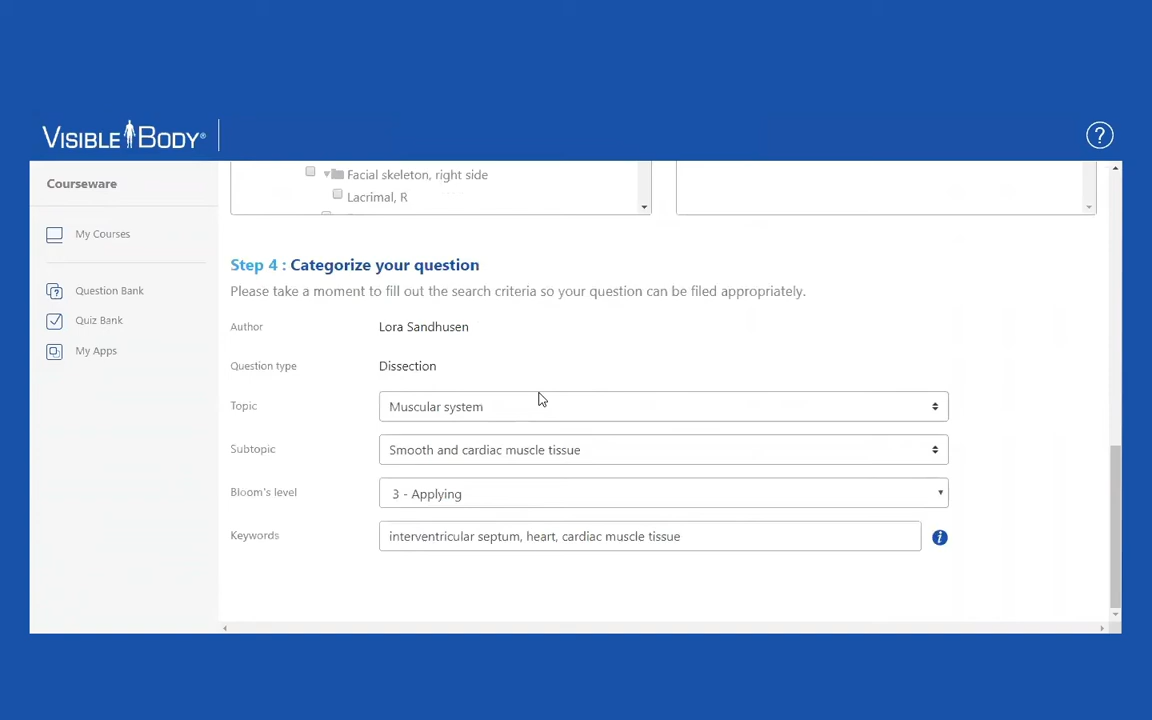 VISIBLE BODY®
?
Courseware
My Courses
Question Bank
Quiz Bank
My Apps
Facial skeleton, right side
Lacrimal, R
Step 4 : Categorize your question
Please take a moment to fill out the search criteria so your question can be filed appropriately.
Author Lora Sandhusen
Question type Dissection
Topic Muscular system
Subtopic Smooth and cardiac muscle tissue
Bloom's level 3 - Applying
Keywords interventricular septum, heart, cardiac muscle tissue i